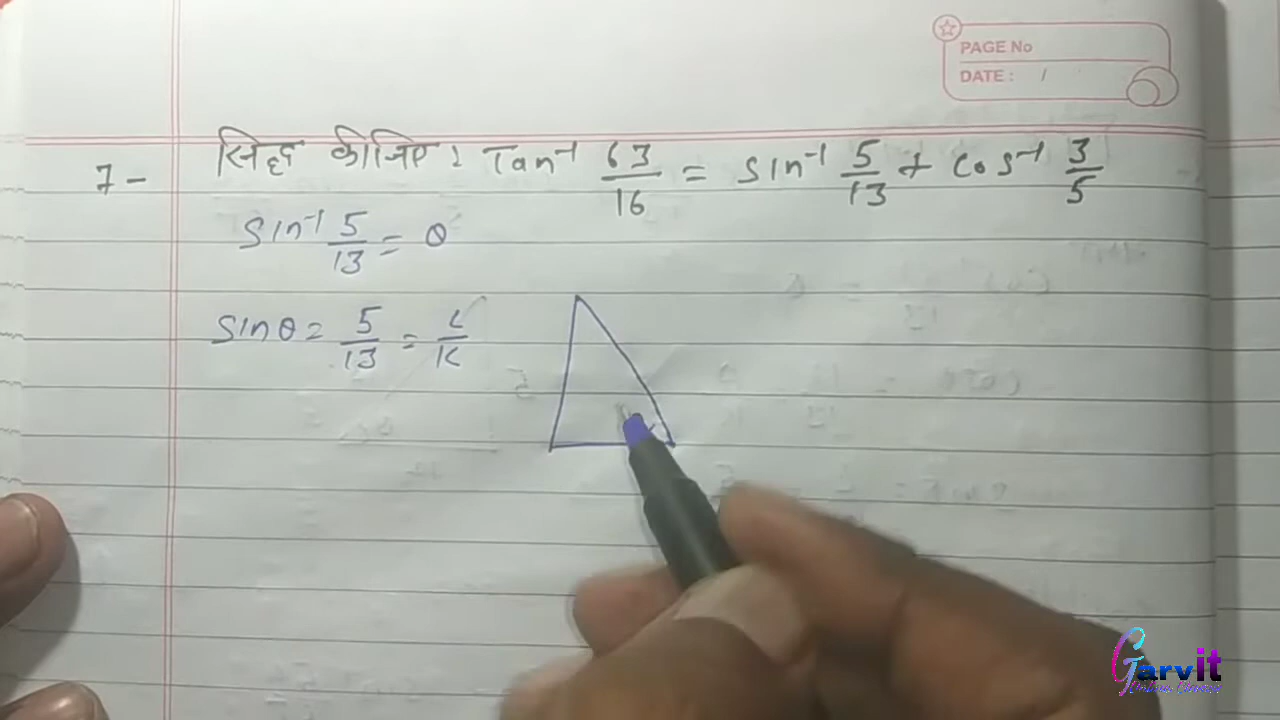 PAGE No
DATE : /
7- सिद्ध कीजिए : Tan⁻¹ 63/16 = Sin⁻¹ 5/13 + Cos⁻¹ 3/5
Sin⁻¹ 5/13 = θ
Sinθ = 5/13 = L/K
Garvit